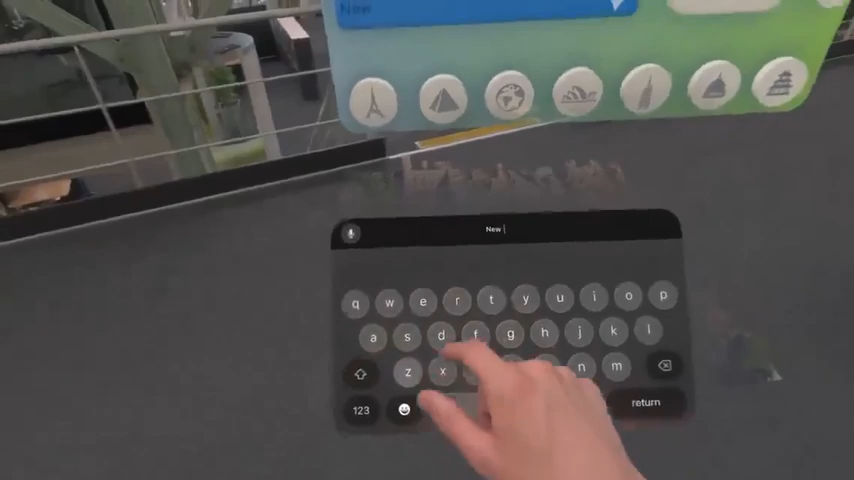 New
New
q w e r t y u i o p
a s d f g h j k l
z x n m
123 return